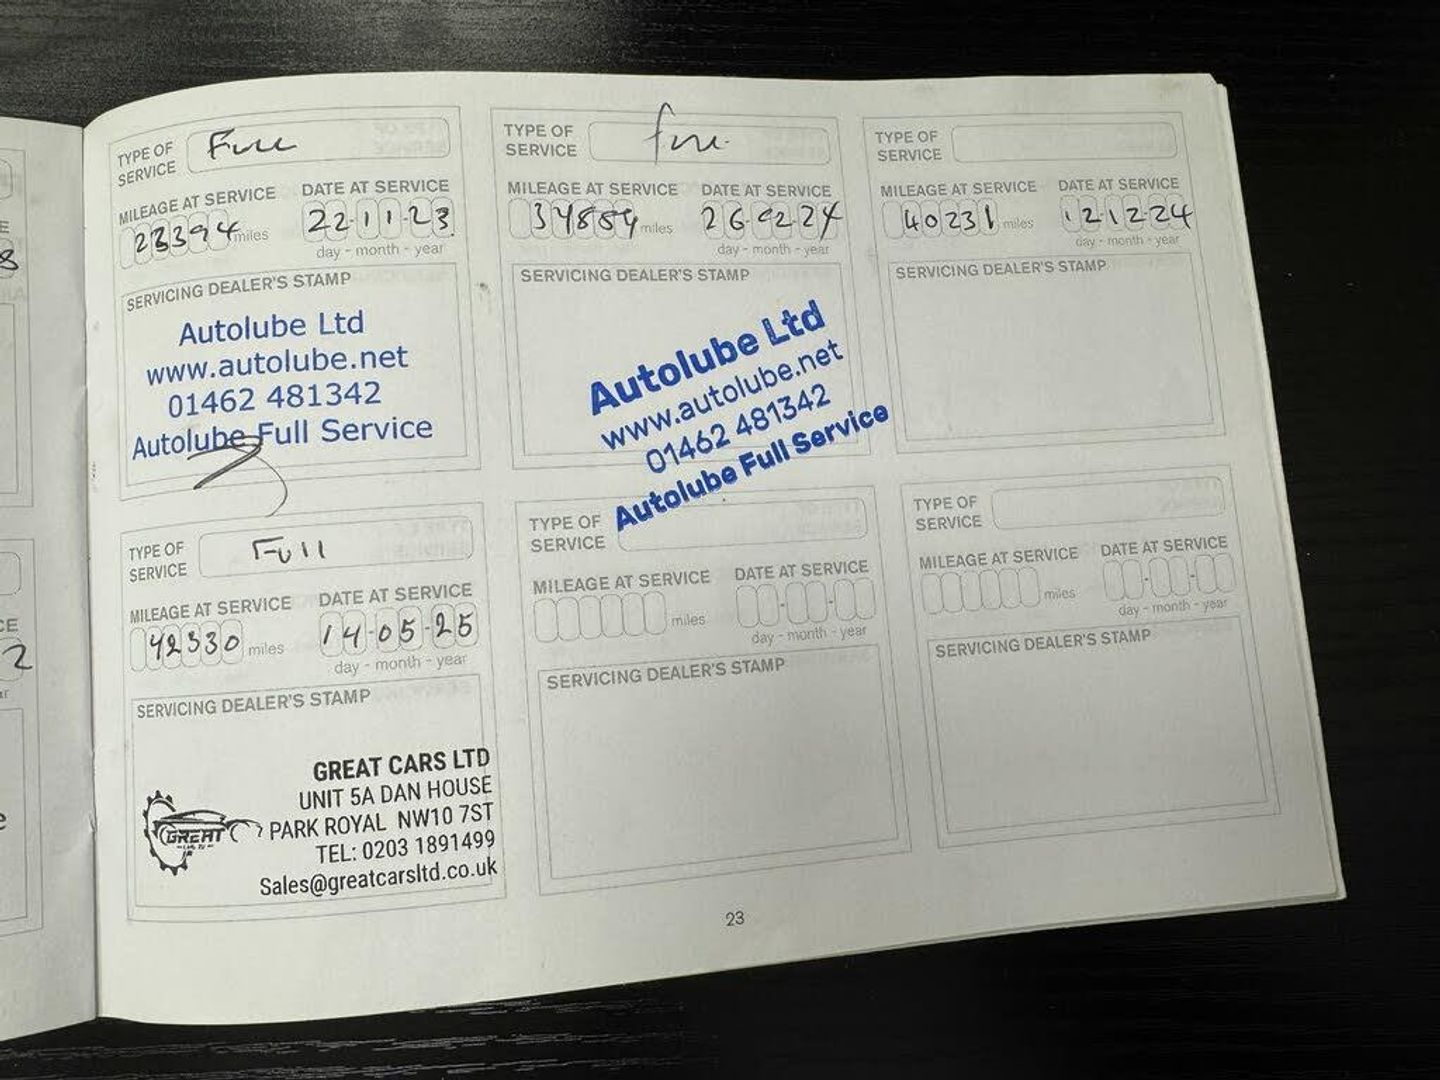 TYPE OF
SERVICE
Full
MILEAGE AT SERVICE
23394 miles
DATE AT SERVICE
22-11-23
day - month - year
SERVICING DEALER'S STAMP
Autolube Ltd
www.autolube.net
01462 481342
Autolube Full Service
TYPE OF
SERVICE
Full
MILEAGE AT SERVICE
34859 miles
DATE AT SERVICE
26-02-24
day - month - year
SERVICING DEALER'S STAMP
Autolube Ltd
www.autolube.net
01462 481342
Autolube Full Service
TYPE OF
SERVICE
MILEAGE AT SERVICE
40231 miles
DATE AT SERVICE
121224
day - month - year
SERVICING DEALER'S STAMP
TYPE OF
SERVICE
Full
MILEAGE AT SERVICE
42330 miles
DATE AT SERVICE
14-05-25
day - month - year
SERVICING DEALER'S STAMP
GREAT CARS LTD
UNIT 5A DAN HOUSE
PARK ROYAL NW10 7ST
TEL: 0203 1891499
Sales@greatcarsltd.co.uk
GREAT
TYPE OF
SERVICE
MILEAGE AT SERVICE
miles
DATE AT SERVICE
day - month - year
SERVICING DEALER'S STAMP
TYPE OF
SERVICE
MILEAGE AT SERVICE
miles
DATE AT SERVICE
day - month - year
SERVICING DEALER'S STAMP
23